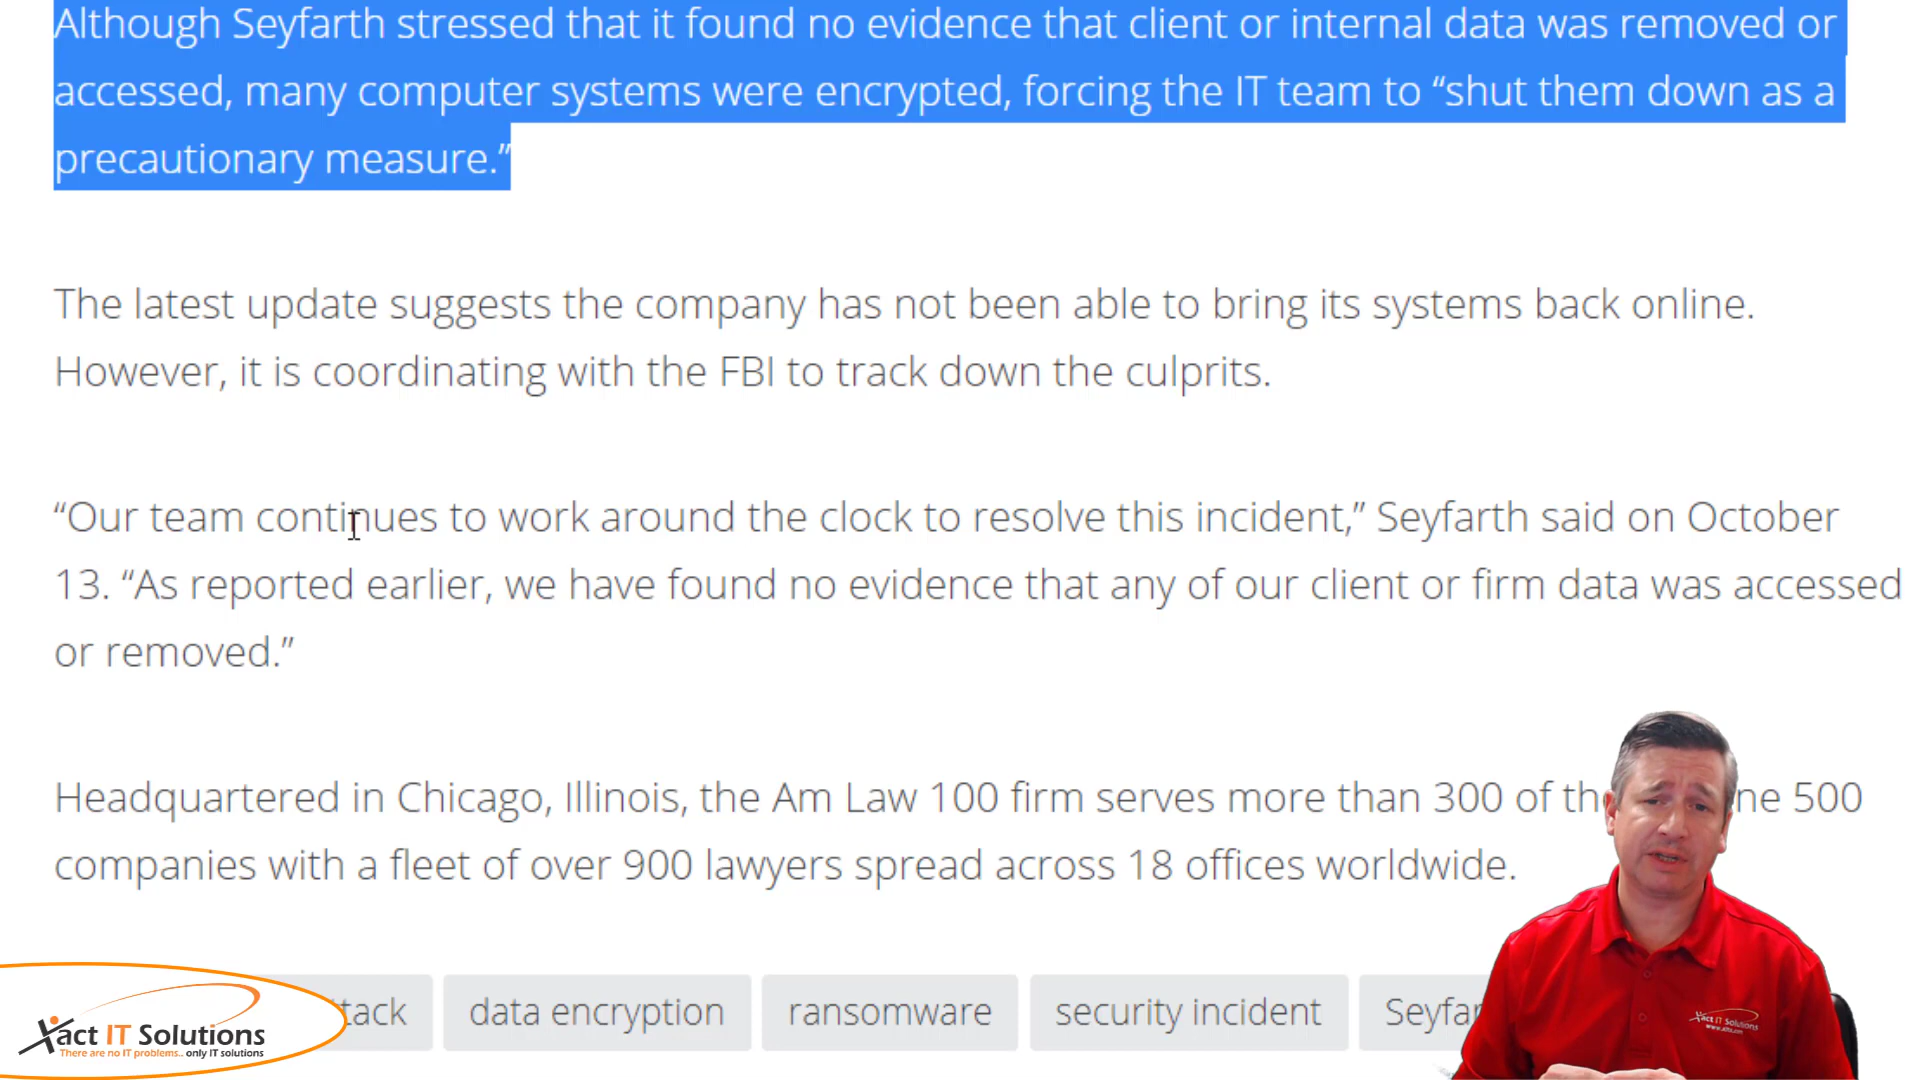 Although Seyfarth stressed that it found no evidence that client or internal data was removed or
accessed, many computer systems were encrypted, forcing the IT team to “shut them down as a
precautionary measure.”
The latest update suggests the company has not been able to bring its systems back online.
However, it is coordinating with the FBI to track down the culprits.
“Our team continues to work around the clock to resolve this incident,” Seyfarth said on October
13. “As reported earlier, we have found no evidence that any of our client or firm data was accessed
or removed.”
Headquartered in Chicago, Illinois, the Am Law 100 firm serves more than 300 of the ne 500
companies with a fleet of over 900 lawyers spread across 18 offices worldwide.
tack data encryption ransomware security incident Seyfar
Xact IT Solutions
There are no IT problems.. only IT solutions
Xact IT Solutions